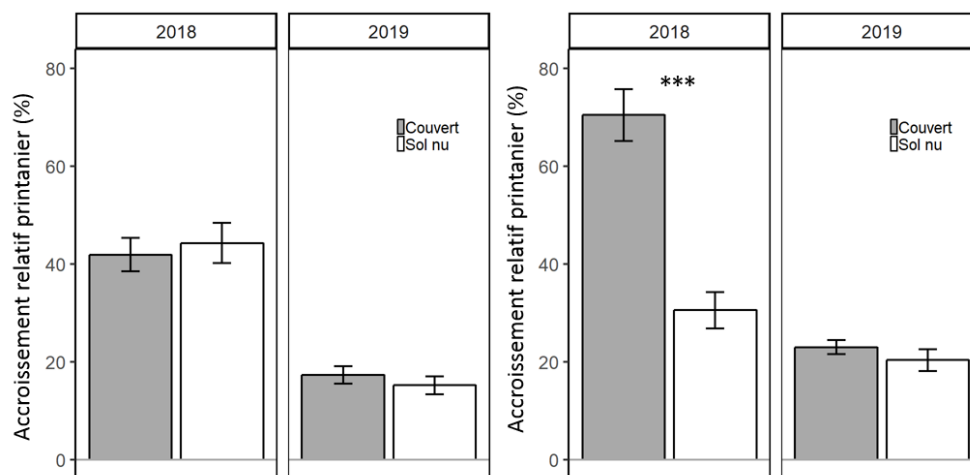 2018
2019
Accroissement relatif printanier (%)
80
60
40
20
0
Couvert
Sol nu
2018
2019
Accroissement relatif printanier (%)
80
60
40
20
0
***
Couvert
Sol nu